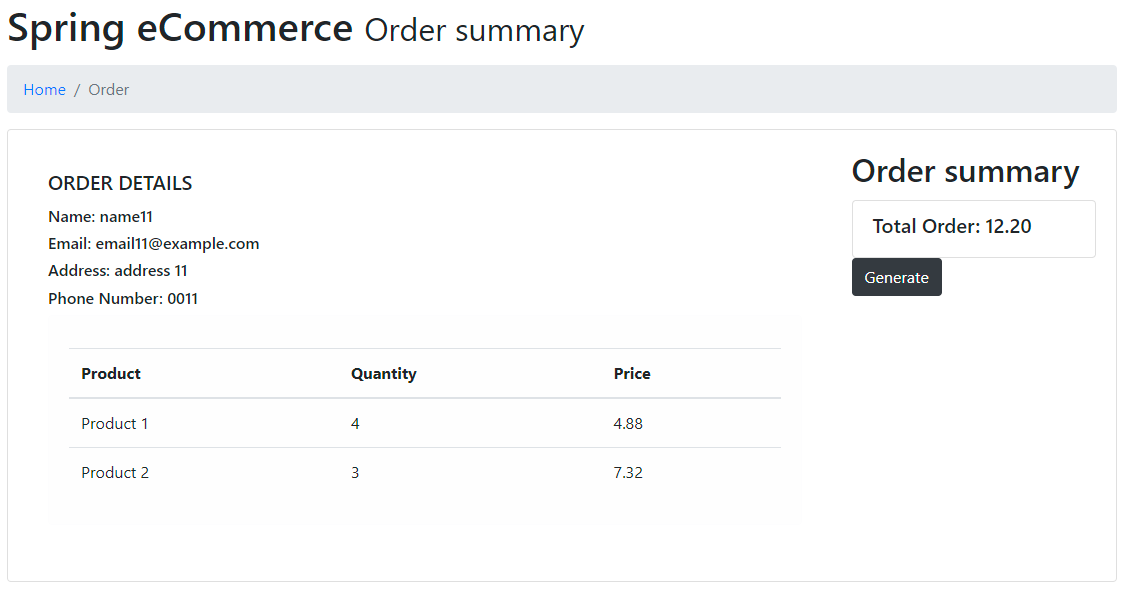 Spring eCommerce Order summary
Home / Order
ORDER DETAILS
Name: name11
Email: email11@example.com
Address: address 11
Phone Number: 0011
Product Quantity Price
Product 1 4 4.88
Product 2 3 7.32
Order summary
Total Order: 12.20
Generate